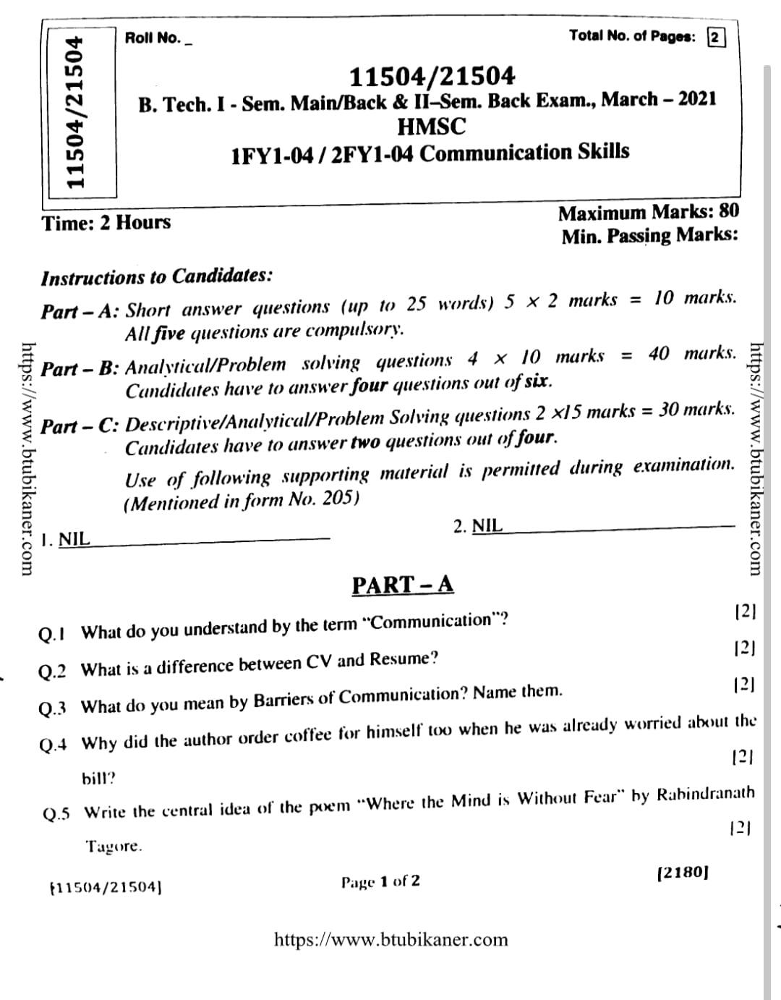 11504/21504
Roll No. _
Total No. of Pages: 2
11504/21504
B. Tech. I - Sem. Main/Back & II–Sem. Back Exam., March – 2021
HMSC
1FY1-04 / 2FY1-04 Communication Skills
Time: 2 Hours
Maximum Marks: 80
Min. Passing Marks:
Instructions to Candidates:
Part – A: Short answer questions (up to 25 words) 5 × 2 marks = 10 marks.
All five questions are compulsory.
Part – B: Analytical/Problem solving questions 4 × 10 marks = 40 marks.
Candidates have to answer four questions out of six.
Part – C: Descriptive/Analytical/Problem Solving questions 2 ×15 marks = 30 marks.
Candidates have to answer two questions out of four.
Use of following supporting material is permitted during examination.
(Mentioned in form No. 205)
1. NIL
2. NIL
https://www.btubikaner.com
https://www.btubikaner.com
PART – A
Q.1 What do you understand by the term “Communication”? [2]
Q.2 What is a difference between CV and Resume? [2]
Q.3 What do you mean by Barriers of Communication? Name them. [2]
Q.4 Why did the author order coffee for himself too when he was already worried about the
bill? [2]
Q.5 Write the central idea of the poem “Where the Mind is Without Fear” by Rabindranath
Tagore. [2]
[11504/21504]
Page 1 of 2
[2180]
https://www.btubikaner.com